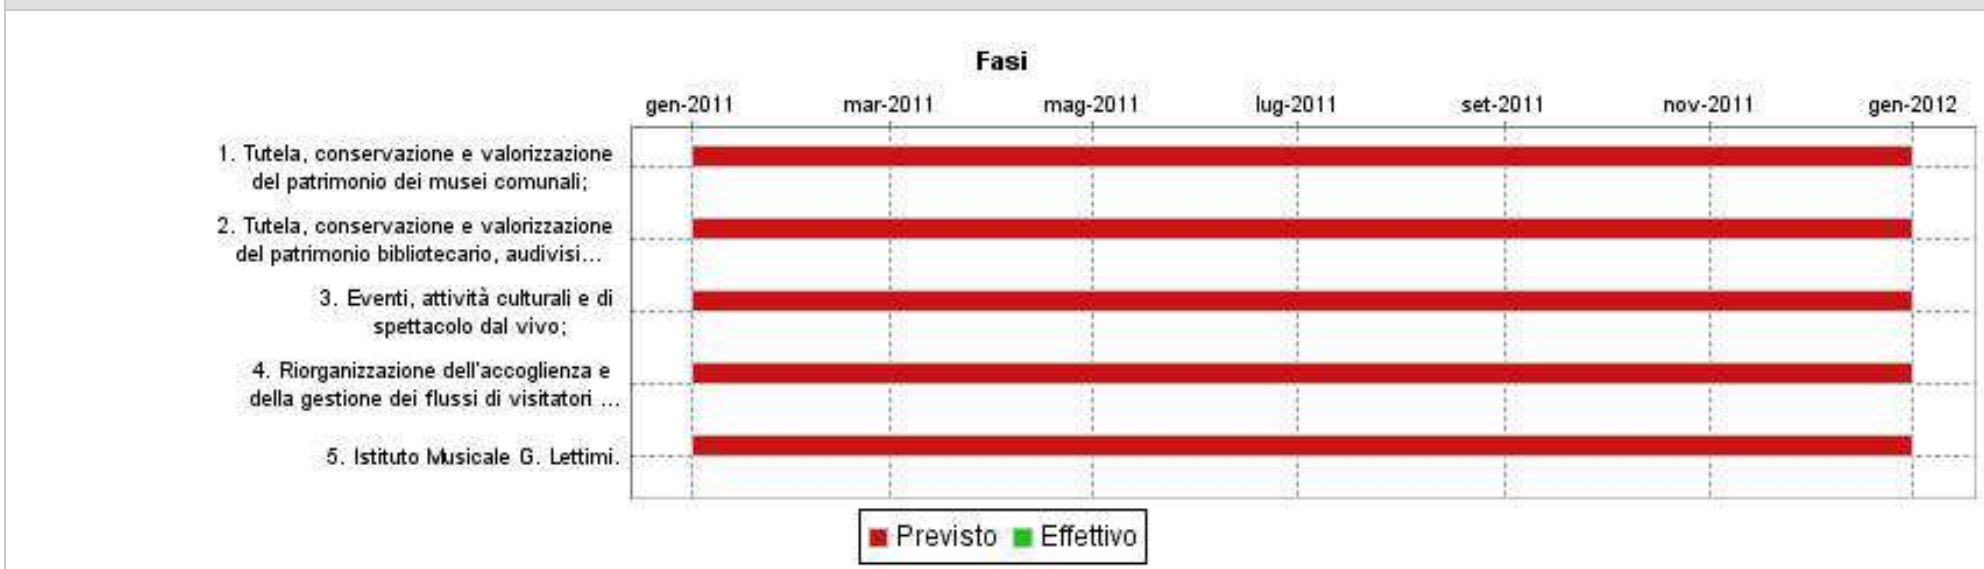 Fasi
gen-2011 mar-2011 mag-2011 lug-2011 set-2011 nov-2011 gen-2012
1. Tutela, conservazione e valorizzazione
del patrimonio dei musei comunali;
2. Tutela, conservazione e valorizzazione
del patrimonio bibliotecario, audivisi...
3. Eventi, attività culturali e di
spettacolo dal vivo;
4. Riorganizzazione dell'accoglienza e
della gestione dei flussi di visitatori ...
5. Istituto Musicale G. Lettimi.
Previsto Effettivo